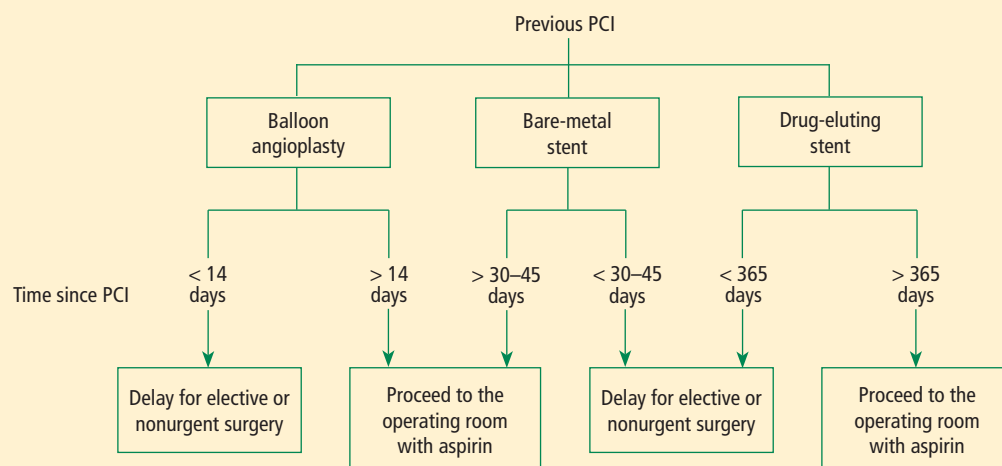 Previous PCI
Balloon
angioplasty
Bare-metal
stent
Drug-eluting
stent
Time since PCI
< 14
days
> 14
days
> 30–45
days
< 30–45
days
< 365
days
> 365
days
Delay for elective or
nonurgent surgery
Proceed to the
operating room
with aspirin
Delay for elective or
nonurgent surgery
Proceed to the
operating room
with aspirin